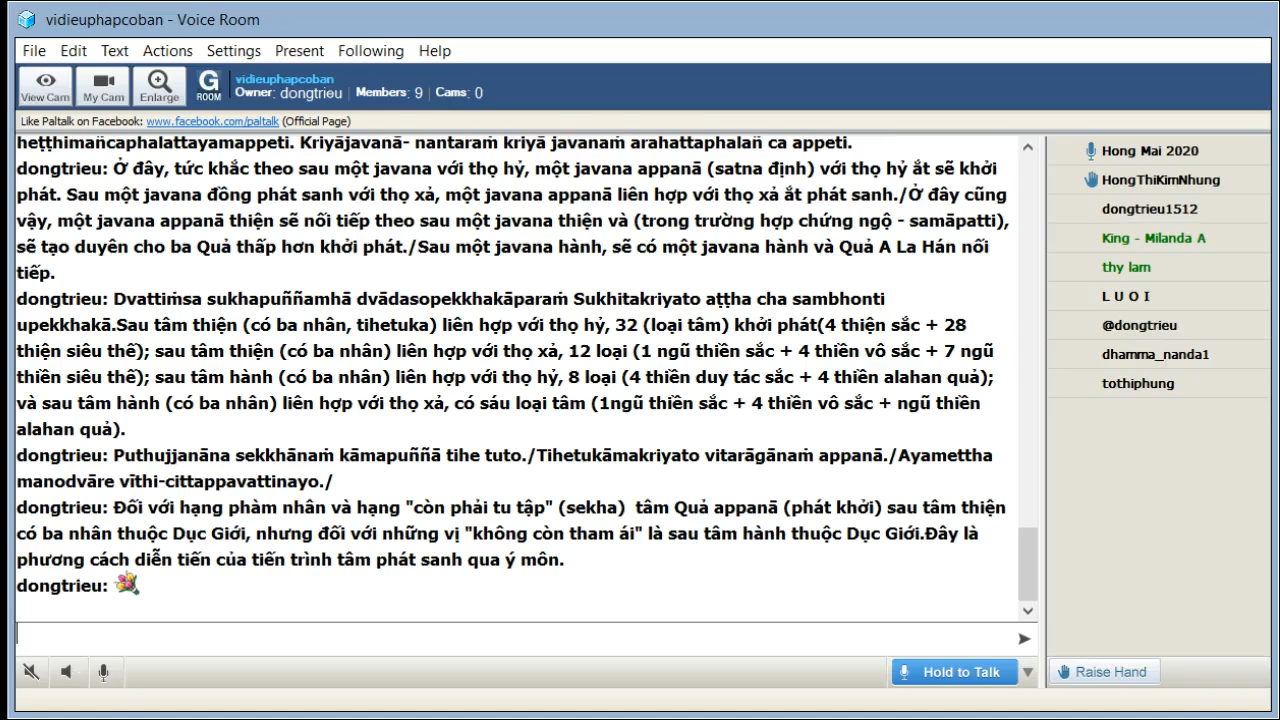 vidieuphapcoban - Voice Room
File Edit Text Actions Settings Present Following Help
View Cam My Cam Enlarge G ROOM vidieuphapcoban
Owner: dongtrieu | Members: 9 | Cams: 0
Like Paltalk on Facebook: www.facebook.com/paltalk (Official Page)
heṭṭhimañcaphalattayamappeti. Kriyājavanā- nantaraṁ kriyā javanaṁ arahattaphalañ ca appeti.
dongtrieu: Ở đây, tức khắc theo sau một javana với thọ hỷ, một javana appanā (satna định) với thọ hỷ ắt sẽ khởi
phát. Sau một javana đồng phát sanh với thọ xả, một javana appanā liên hợp với thọ xả ắt phát sanh./Ở đây cũng
vậy, một javana appanā thiện sẽ nối tiếp theo sau một javana thiện và (trong trường hợp chứng ngộ - samāpatti),
sẽ tạo duyên cho ba Quả thấp hơn khởi phát./Sau một javana hành, sẽ có một javana hành và Quả A La Hán nối
tiếp.
dongtrieu: Dvattiṁsa sukhapuññamhā dvādasopekkhakāparaṁ Sukhitakriyato aṭṭha cha sambhonti
upekkhakā.Sau tâm thiện (có ba nhân, tihetuka) liên hợp với thọ hỷ, 32 (loại tâm) khởi phát(4 thiện sắc + 28
thiện siêu thế); sau tâm thiện (có ba nhân) liên hợp với thọ xả, 12 loại (1 ngũ thiền sắc + 4 thiền vô sắc + 7 ngũ
thiền siêu thế); sau tâm hành (có ba nhân) liên hợp với thọ hỷ, 8 loại (4 thiền duy tác sắc + 4 thiền alahan quả);
và sau tâm hành (có ba nhân) liên hợp với thọ xả, có sáu loại tâm (1ngũ thiền sắc + 4 thiền vô sắc + ngũ thiền
alahan quả).
dongtrieu: Puthujjanāna sekkhānaṁ kāmapuññā tihe tuto./Tihetukāmakriyato vitarāgānaṁ appanā./Ayamettha
manodvāre vīthi-cittappavattinayo./
dongtrieu: Đối với hạng phàm nhân và hạng "còn phải tu tập" (sekha) tâm Quả appanā (phát khởi) sau tâm thiện
có ba nhân thuộc Dục Giới, nhưng đối với những vị "không còn tham ái" là sau tâm hành thuộc Dục Giới.Đây là
phương cách diễn tiến của tiến trình tâm phát sanh qua ý môn.
dongtrieu:
Hold to Talk
Hong Mai 2020
HongThiKimNhung
dongtrieu1512
King - Milanda A
thy lam
L U O I
@dongtrieu
dhamma_nanda1
tothiphung
Raise Hand